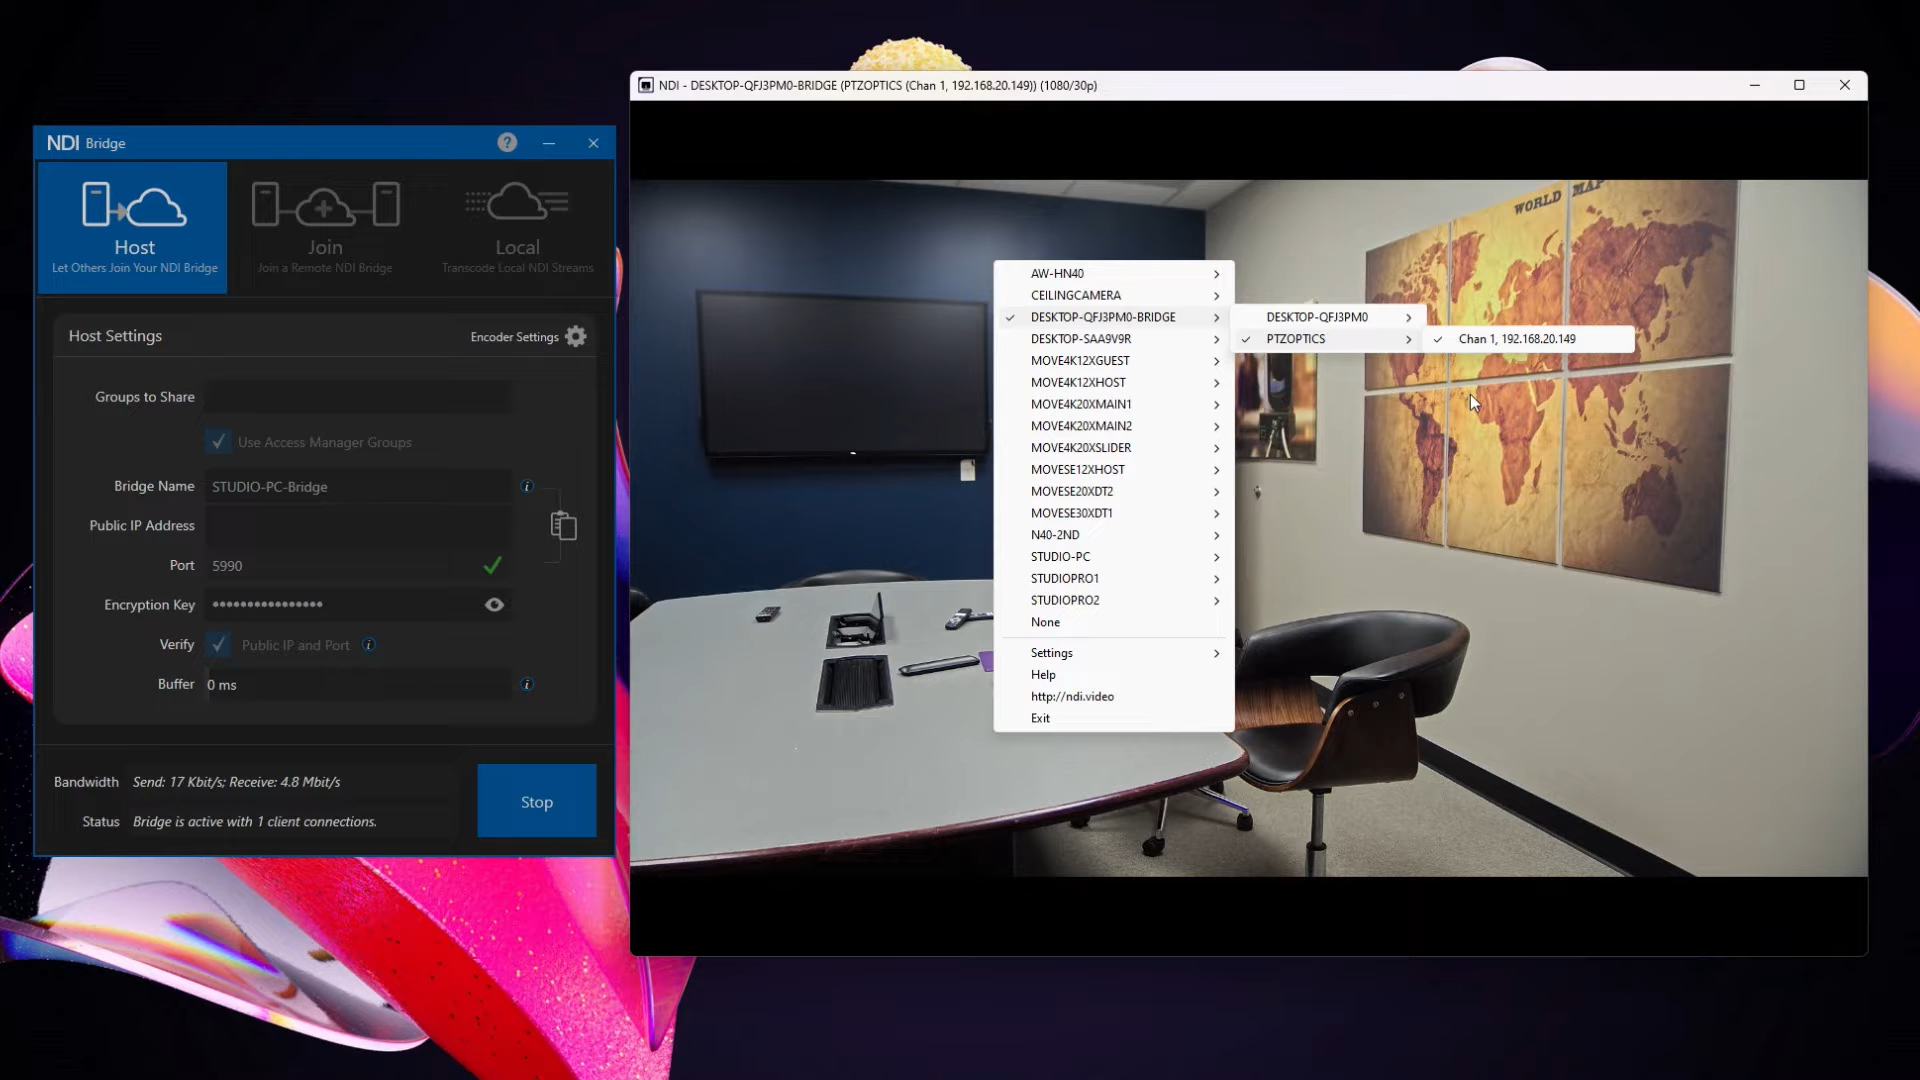 NDI - DESKTOP-QFJ3PM0-BRIDGE (PTZOPTICS (Chan 1, 192.168.20.149)) (1080/30p)
NDI Bridge
?
Host
Let Others Join Your NDI Bridge
Join
Join a Remote NDI Bridge
Local
Transcode Local NDI Streams
Host Settings
Encoder Settings
Groups to Share
Use Access Manager Groups
Bridge Name
STUDIO-PC-Bridge
Public IP Address
Port
5990
Encryption Key
••••••••••••••••
Verify
Public IP and Port
Buffer
0 ms
Bandwidth
Send: 17 Kbit/s; Receive: 4.8 Mbit/s
Status
Bridge is active with 1 client connections.
Stop
WORLD MAP
AW-HN40
CEILINGCAMERA
DESKTOP-QFJ3PM0-BRIDGE
DESKTOP-SAA9V9R
MOVE4K12XGUEST
MOVE4K12XHOST
MOVE4K20XMAIN1
MOVE4K20XMAIN2
MOVE4K20XSLIDER
MOVESE12XHOST
MOVESE20XDT2
MOVESE30XDT1
N40-2ND
STUDIO-PC
STUDIOPRO1
STUDIOPRO2
None
Settings
Help
http://ndi.video
Exit
DESKTOP-QFJ3PM0
PTZOPTICS
Chan 1, 192.168.20.149